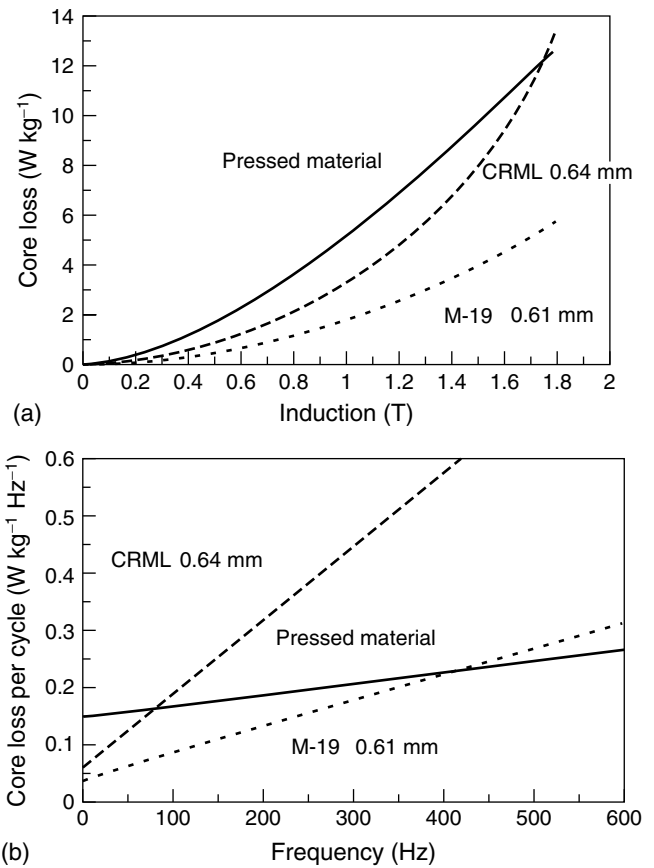 14
12
10
8
6
4
2
0
Core loss (W kg⁻¹)
Pressed material
CRML 0.64 mm
M-19 0.61 mm
0 0.2 0.4 0.6 0.8 1 1.2 1.4 1.6 1.8 2
(a)
Induction (T)
0.6
0.5
0.4
0.3
0.2
0.1
0
Core loss per cycle (W kg⁻¹ Hz⁻¹)
CRML 0.64 mm
Pressed material
M-19 0.61 mm
0 100 200 300 400 500 600
(b)
Frequency (Hz)